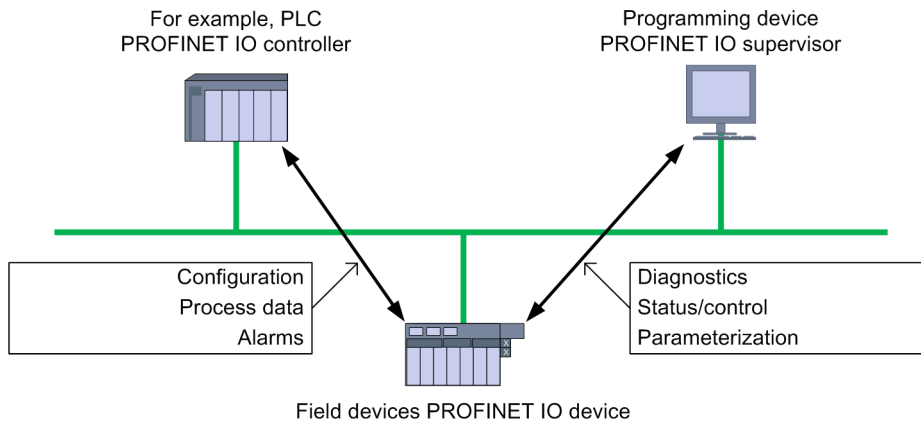 For example, PLC
PROFINET IO controller
Programming device
PROFINET IO supervisor
Configuration
Process data
Alarms
Diagnostics
Status/control
Parameterization
X
X
Field devices PROFINET IO device